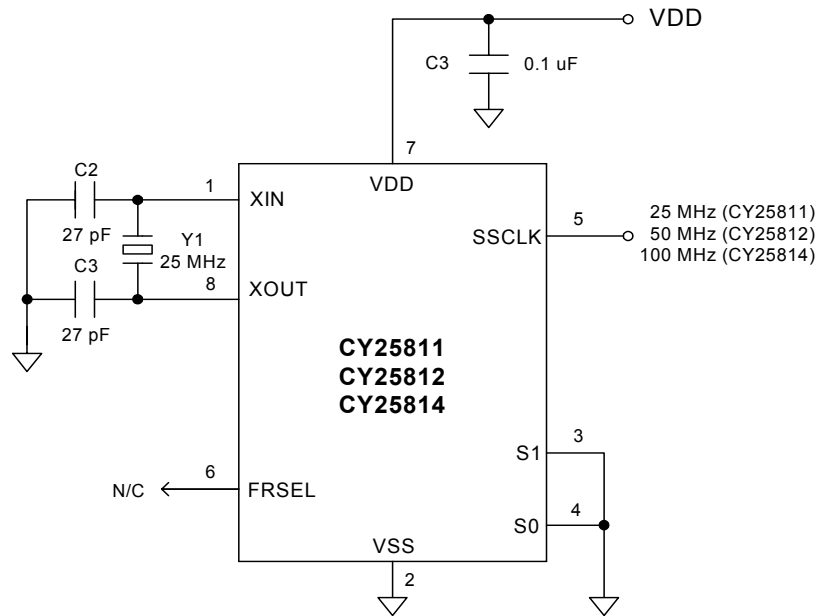 VDD
C3 0.1 uF
7
VDD
C2
1
XIN
27 pF
Y1
25 MHz
5
SSCLK
25 MHz (CY25811)
50 MHz (CY25812)
100 MHz (CY25814)
C3
8
XOUT
27 pF
CY25811
CY25812
CY25814
3
S1
6
N/C
FRSEL
4
S0
VSS
2